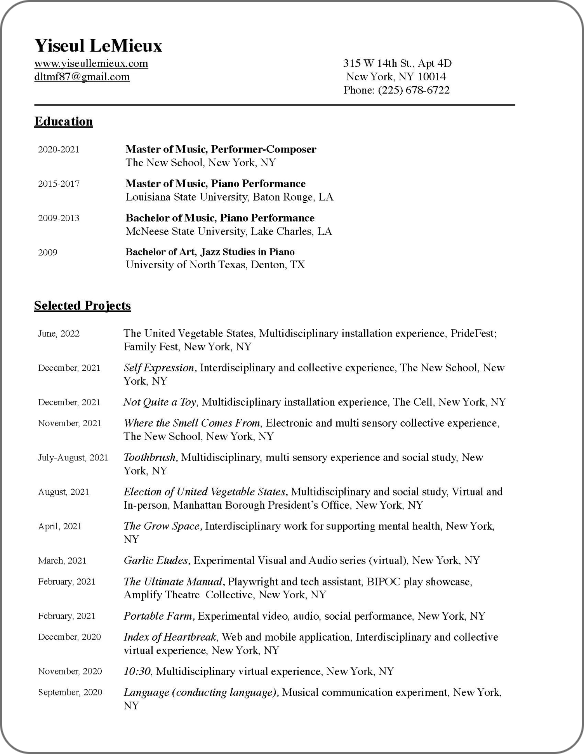 Yiseul LeMieux
www.yiseullemieux.com
315 W 14th St., Apt 4D
dltmf87@gmail.com
New York, NY 10014
Phone: (225) 678-6722
Education
2020-2021 Master of Music, Performer-Composer
The New School, New York, NY
2015-2017 Master of Music, Piano Performance
Louisiana State University, Baton Rouge, LA
2009-2013 Bachelor of Music, Piano Performance
McNeese State University, Lake Charles, LA
2009 Bachelor of Art, Jazz Studies in Piano
University of North Texas, Denton, TX
Selected Projects
June, 2022 The United Vegetable States, Multidisciplinary installation experience, PrideFest;
Family Fest, New York, NY
December, 2021 Self Expression, Interdisciplinary and collective experience, The New School, New
York, NY
December, 2021 Not Quite a Toy, Multidisciplinary installation experience, The Cell, New York, NY
November, 2021 Where the Smell Comes From, Electronic and multi sensory collective experience,
The New School, New York, NY
July-August, 2021 Toothbrush, Multidisciplinary, multi sensory experience and social study, New
York, NY
August, 2021 Election of United Vegetable States, Multidisciplinary and social study, Virtual and
In-person, Manhattan Borough President's Office, New York, NY
April, 2021 The Grow Space, Interdisciplinary work for supporting mental health, New York,
NY
March, 2021 Garlic Etudes, Experimental Visual and Audio series (virtual), New York, NY
February, 2021 The Ultimate Manual, Playwright and tech assistant, BIPOC play showcase,
Amplify Theatre Collective, New York, NY
February, 2021 Portable Farm, Experimental video, audio, social performance, New York, NY
December, 2020 Index of Heartbreak, Web and mobile application, Interdisciplinary and collective
virtual experience, New York, NY
November, 2020 10:30, Multidisciplinary virtual experience, New York, NY
September, 2020 Language (conducting language), Musical communication experiment, New York,
NY